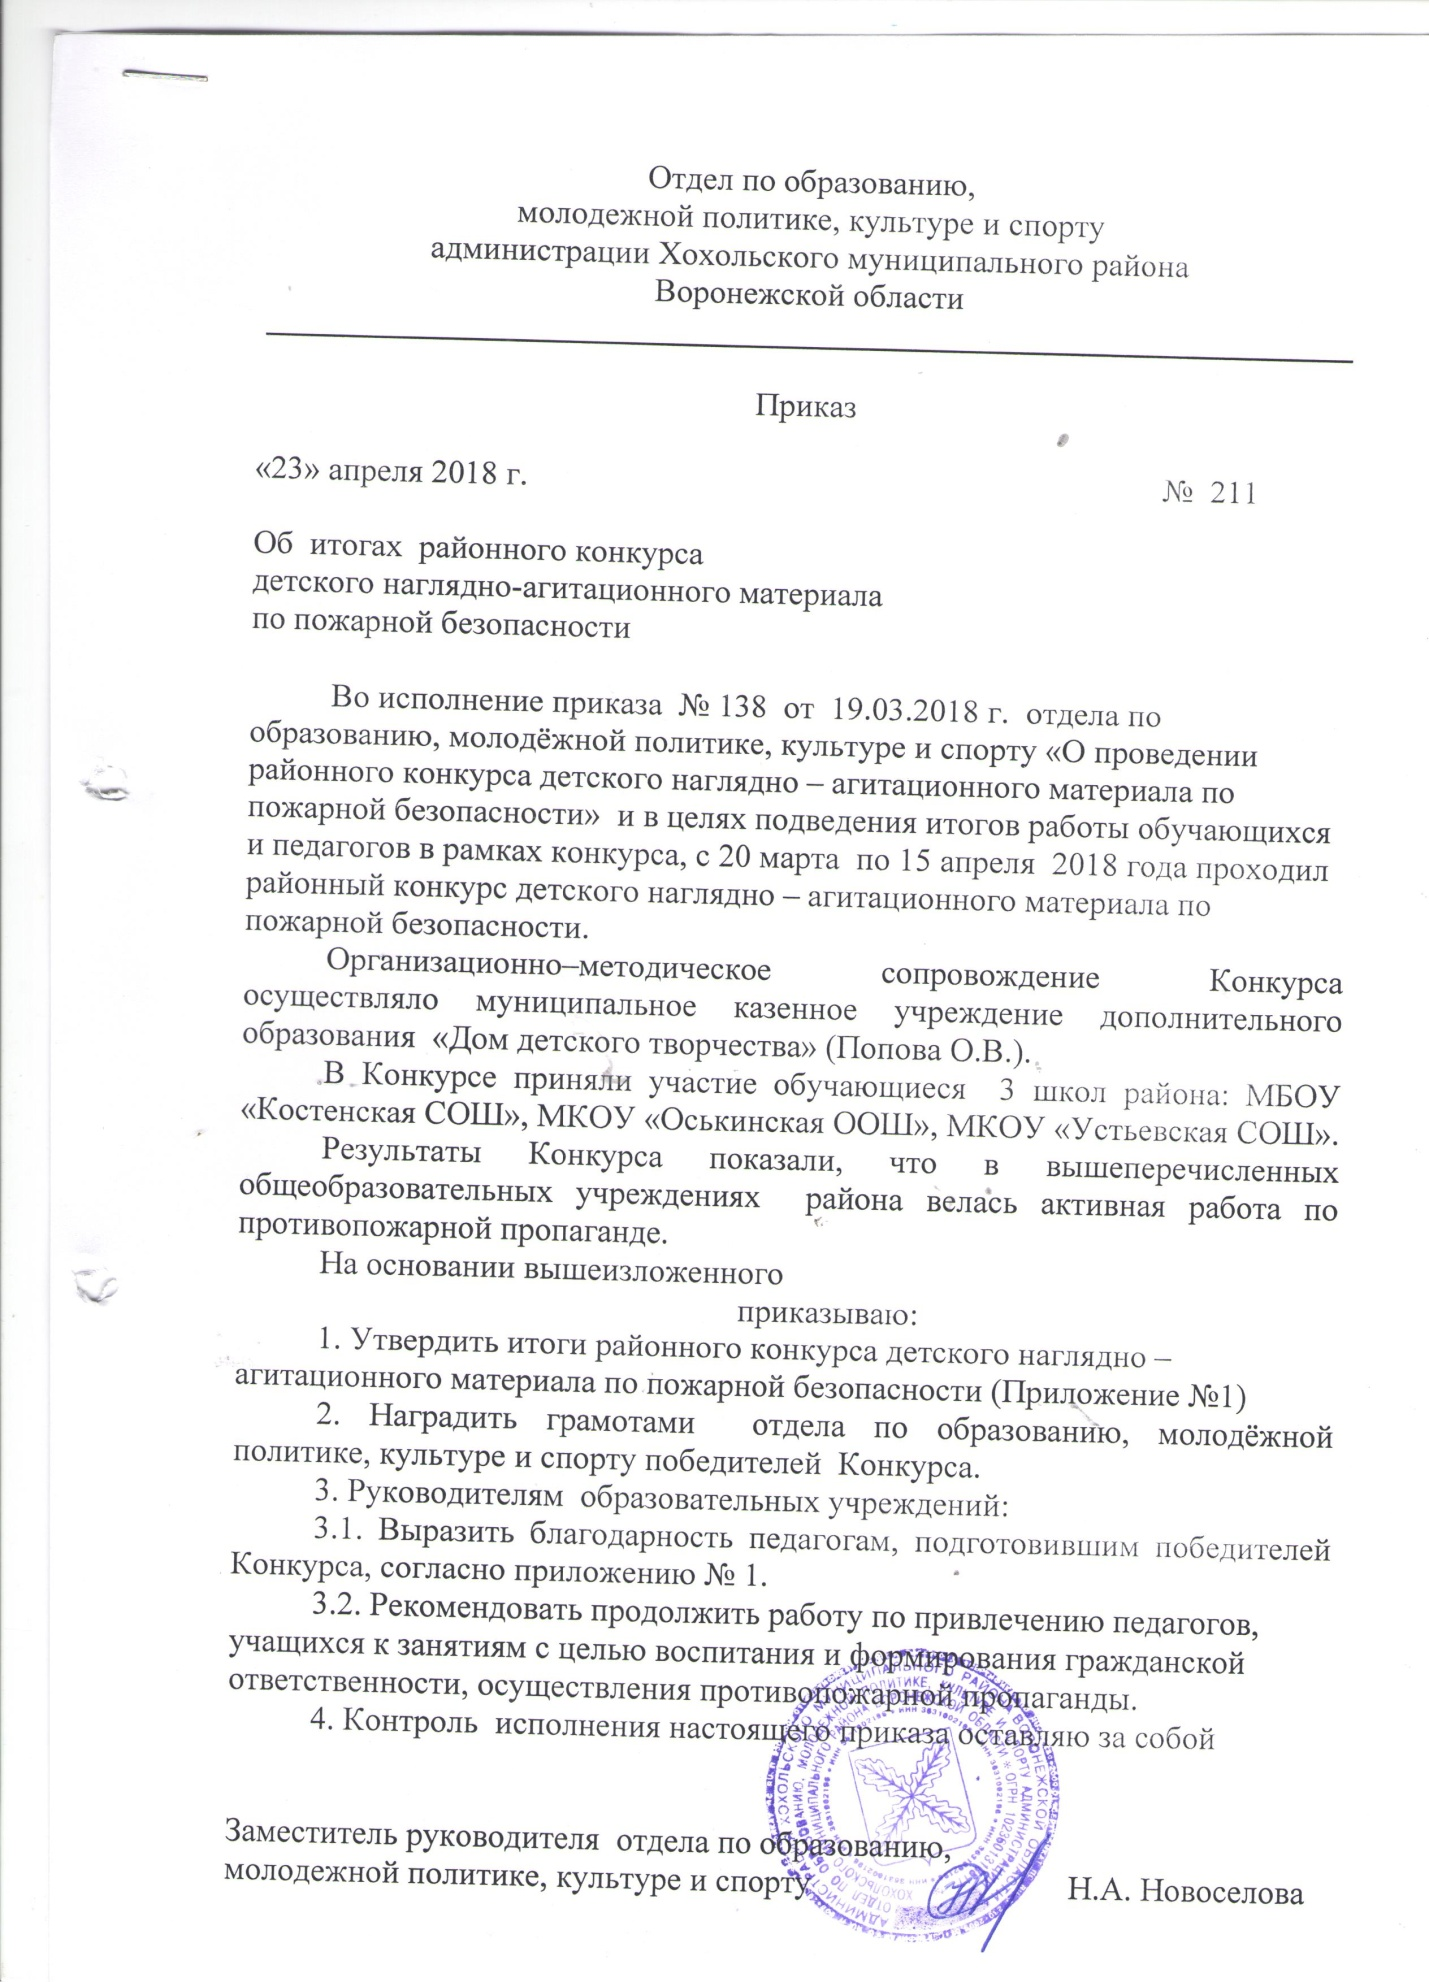 Отдел по образованию,
молодежной политике, культуре и спорту
администрации Хохольского муниципального района
Воронежской области
Приказ
«23» апреля 2018 г.
№ 211
Об итогах районного конкурса
детского наглядно-агитационного материала
по пожарной безопасности
Во исполнение приказа № 138 от 19.03.2018 г. отдела по
образованию, молодёжной политике, культуре и спорту «О проведении
районного конкурса детского наглядно – агитационного материала по
пожарной безопасности» и в целях подведения итогов работы обучающихся
и педагогов в рамках конкурса, с 20 марта по 15 апреля 2018 года проходил
районный конкурс детского наглядно – агитационного материала по
пожарной безопасности.
Организационно–методическое сопровождение Конкурса
осуществляло муниципальное казенное учреждение дополнительного
образования «Дом детского творчества» (Попова О.В.).
В Конкурсе приняли участие обучающиеся 3 школ района: МБОУ
«Костенская СОШ», МКОУ «Оськинская ООШ», МКОУ «Устьевская СОШ».
Результаты Конкурса показали, что в вышеперечисленных
общеобразовательных учреждениях района велась активная работа по
противопожарной пропаганде.
На основании вышеизложенного
приказываю:
1. Утвердить итоги районного конкурса детского наглядно –
агитационного материала по пожарной безопасности (Приложение №1)
2. Наградить грамотами отдела по образованию, молодёжной
политике, культуре и спорту победителей Конкурса.
3. Руководителям образовательных учреждений:
3.1. Выразить благодарность педагогам, подготовившим победителей
Конкурса, согласно приложению № 1.
3.2. Рекомендовать продолжить работу по привлечению педагогов,
учащихся к занятиям с целью воспитания и формирования гражданской
ответственности, осуществления противопожарной пропаганды.
4. Контроль исполнения настоящего приказа оставляю за собой
Заместитель руководителя отдела по образованию,
молодежной политике, культуре и спорту
Н.А. Новоселова